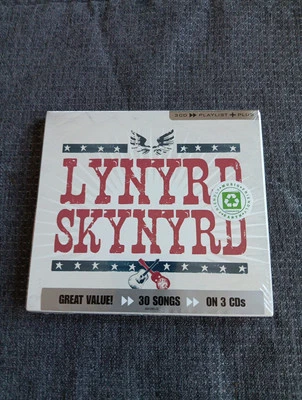 3CD ▸▸ PLAYLIST + PLUS
LYNYRD
SKYNYRD
GREAT VALUE! ▸▸ 30 SONGS ▸▸ ON 3 CDs